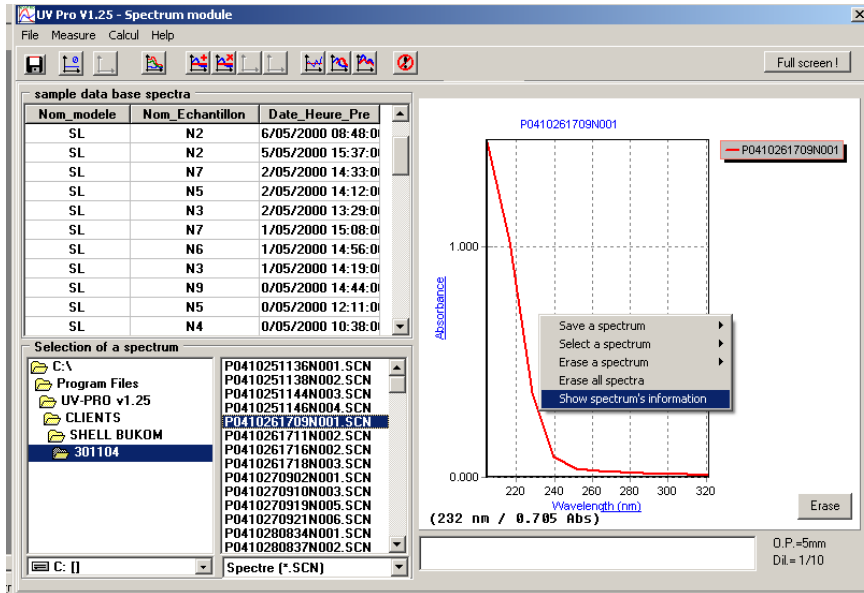 UV Pro V1.25 - Spectrum module
File Measure Calcul Help
Full screen !
sample data base spectra
Nom_modele Nom_Echantillon Date_Heure_Pre
SL N2 6/05/2000 08:48:0
SL N2 5/05/2000 15:37:0
SL N7 2/05/2000 14:33:0
SL N5 2/05/2000 14:12:0
SL N3 2/05/2000 13:29:0
SL N7 1/05/2000 15:08:0
SL N6 1/05/2000 14:56:0
SL N3 1/05/2000 14:19:0
SL N9 0/05/2000 14:44:0
SL N5 0/05/2000 12:11:0
SL N4 0/05/2000 10:38:0
Selection of a spectrum
C:\
Program Files
UV-PRO v1.25
CLIENTS
SHELL BUKOM
301104
C: []
P0410251136N001.SCN
P0410251138N002.SCN
P0410251144N003.SCN
P0410251146N004.SCN
P0410261709N001.SCN
P0410261711N002.SCN
P0410261716N002.SCN
P0410261718N003.SCN
P0410270902N001.SCN
P0410270910N003.SCN
P0410270919N005.SCN
P0410270921N006.SCN
P0410280834N001.SCN
P0410280837N002.SCN
Spectre (*.SCN)
P0410261709N001
P0410261709N001
1.000
0.000
Absorbance
220 240 260 280 300 320
Wavelength (nm)
(232 nm / 0.705 Abs)
Save a spectrum
Select a spectrum
Erase a spectrum
Erase all spectra
Show spectrum's information
Erase
O.P.=5mm
Dil.= 1/10